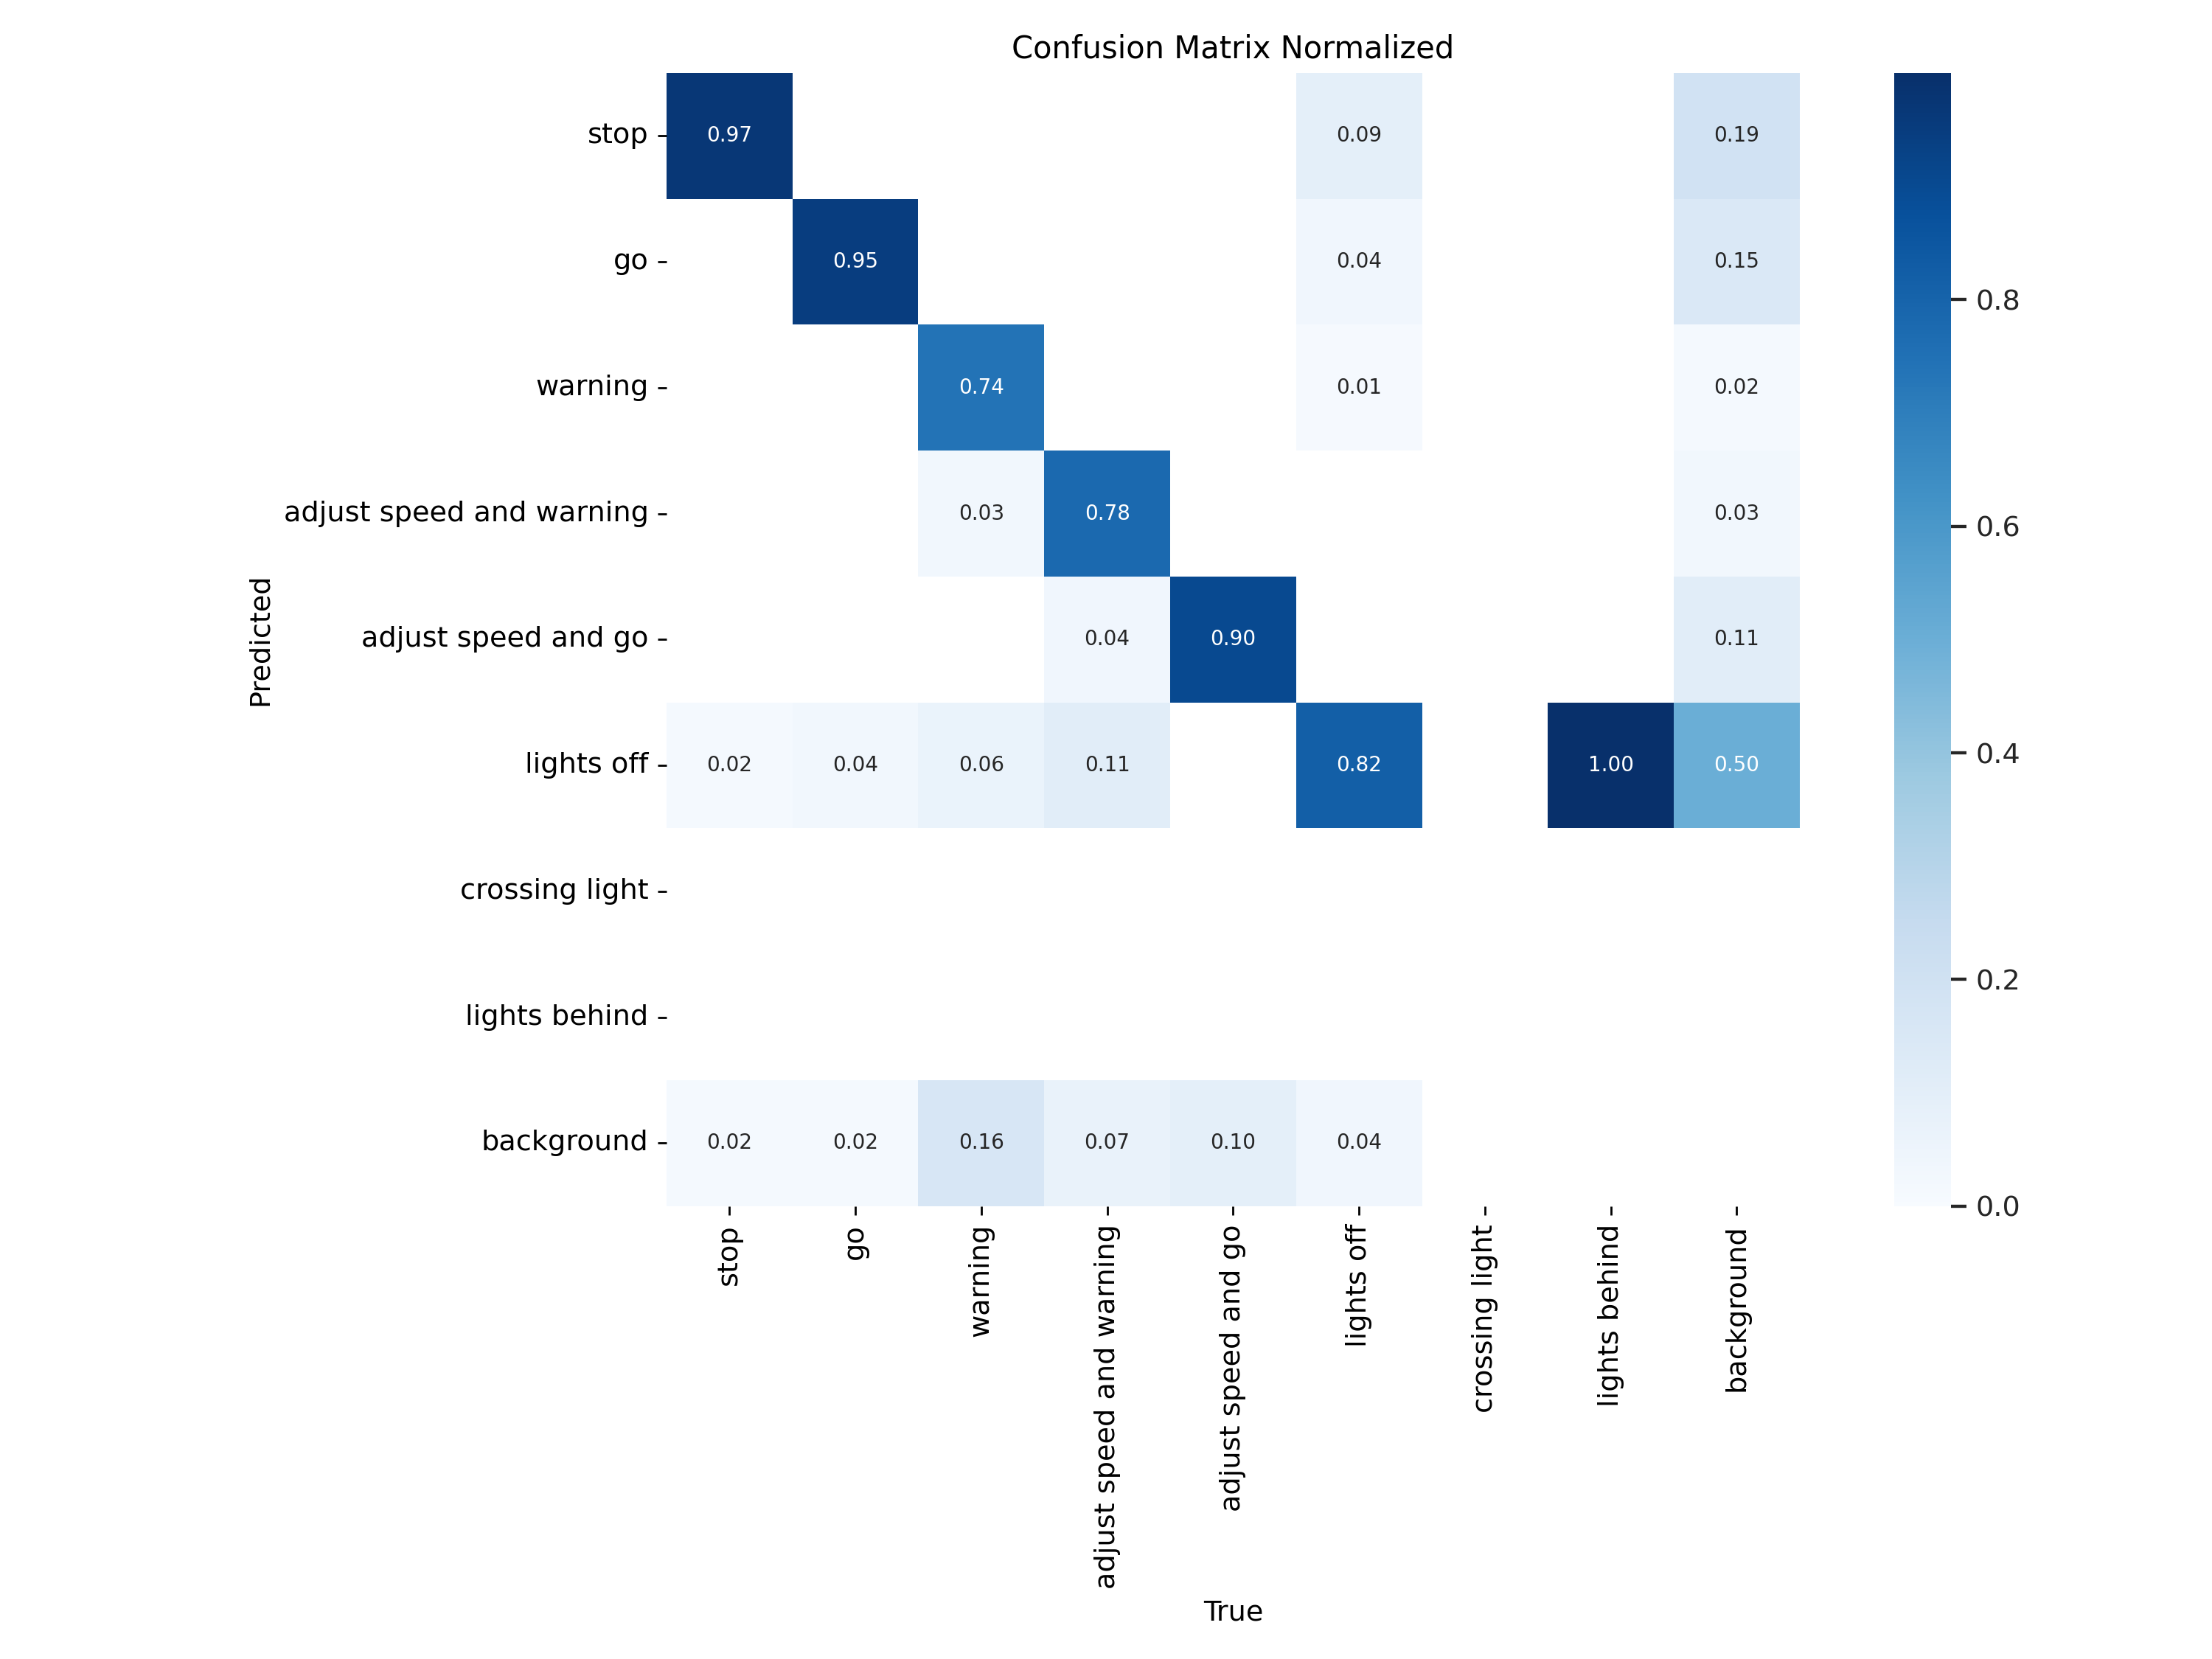 Confusion Matrix Normalized
stop 0.97 0.09 0.19
go 0.95 0.04 0.15
warning 0.74 0.01 0.02
adjust speed and warning 0.03 0.78 0.03
adjust speed and go 0.04 0.90 0.11
lights off 0.02 0.04 0.06 0.11 0.82 1.00 0.50
crossing light
lights behind
background 0.02 0.02 0.16 0.07 0.10 0.04
Predicted
stop
go
warning
adjust speed and warning
adjust speed and go
lights off
crossing light
lights behind
background
True
0.8
0.6
0.4
0.2
0.0